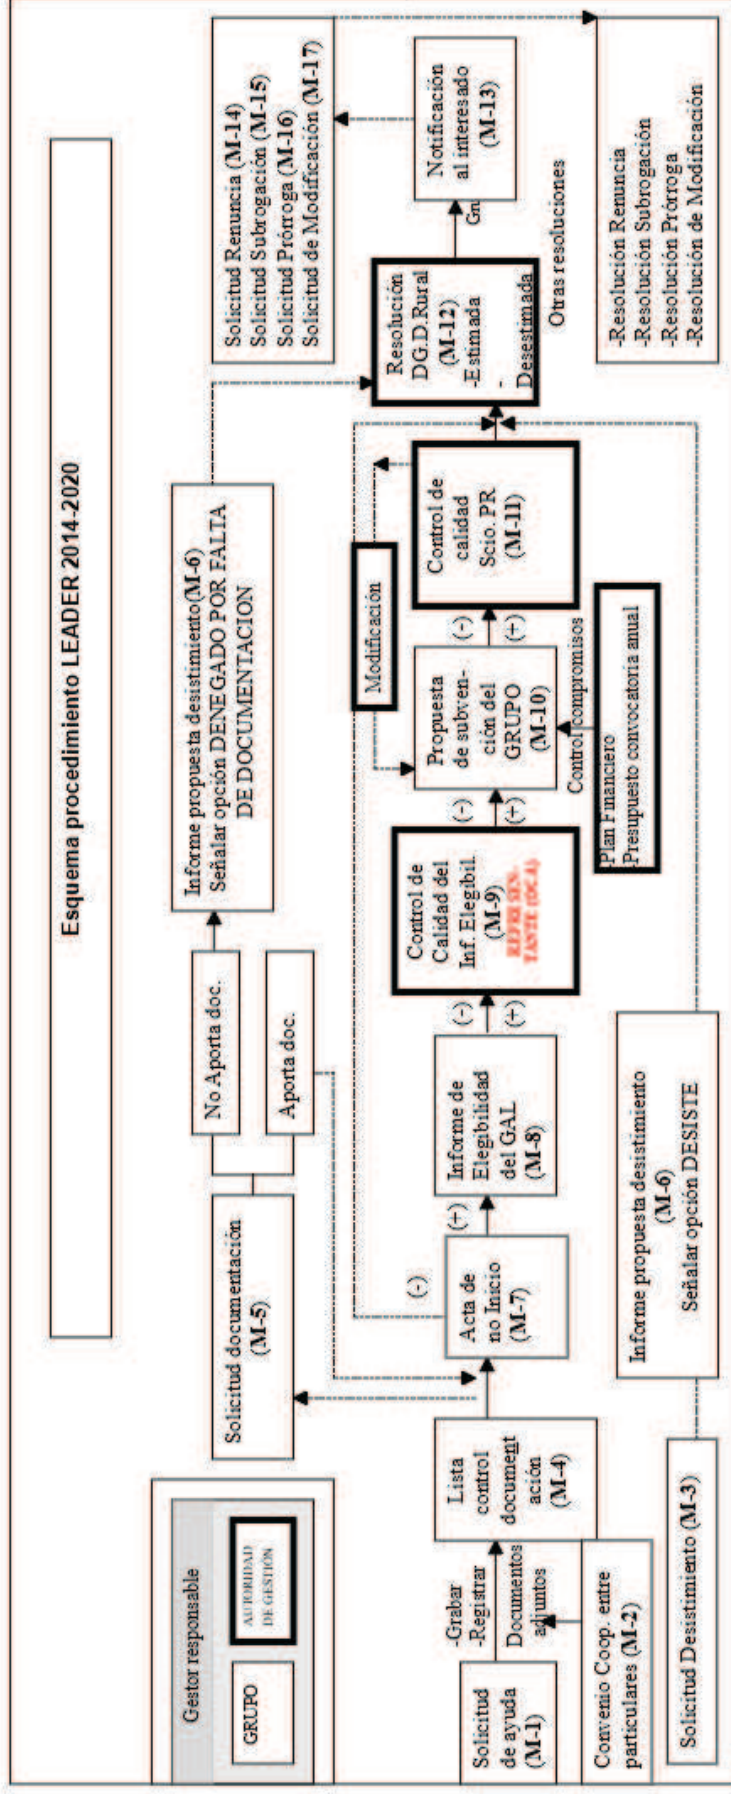 Esquema procedimiento LEADER 2014-2020
Gestor responsable
GRUPO
AUTORIDAD
DE GESTIÓN
Solicitud documentación
(M-5)
No Aporta doc.
Aporta doc.
Informe propuesta desistimiento(M-6)
Señalar opción DENEGADO POR FALTA
DE DOCUMENTACION
Solicitud Renuncia (M-14)
Solicitud Subrogación (M-15)
Solicitud Prórroga (M-16)
Solicitud de Modificación (M-17)
Solicitud
de ayuda
(M-1)
-Grabar
-Registrar
Documentos
adjuntos
Convenio Coop. entre
particulares (M-2)
Lista
control
document
ación
(M-4)
Acta de
no Inicio
(M-7)
(-)
(+)
Informe de
Elegibilidad
del GAL
(M-8)
(-)
(+)
Control de
Calidad del
Inf. Elegibil.
(M-9)
REPRESEN-
TANTE (OCA)
(-)
(+)
Propuesta
de subven-
ción del
GRUPO
(M-10)
Modificación
(-)
(+)
Control compromisos
-Plan Financiero
-Presupuesto convocatoria anual
Control de
calidad
Scio. PR
(M-11)
Resolución
DG.D.Rural
(M-12)
-Estimada
-
Desestimada
Gru
Notificación
al interesado
(M-13)
Otras resoluciones
-Resolución Renuncia
-Resolución Subrogación
-Resolución Prórroga
-Resolución de Modificación
Solicitud Desistimiento (M-3)
Informe propuesta desistimiento
(M-6)
Señalar opción DESISTE